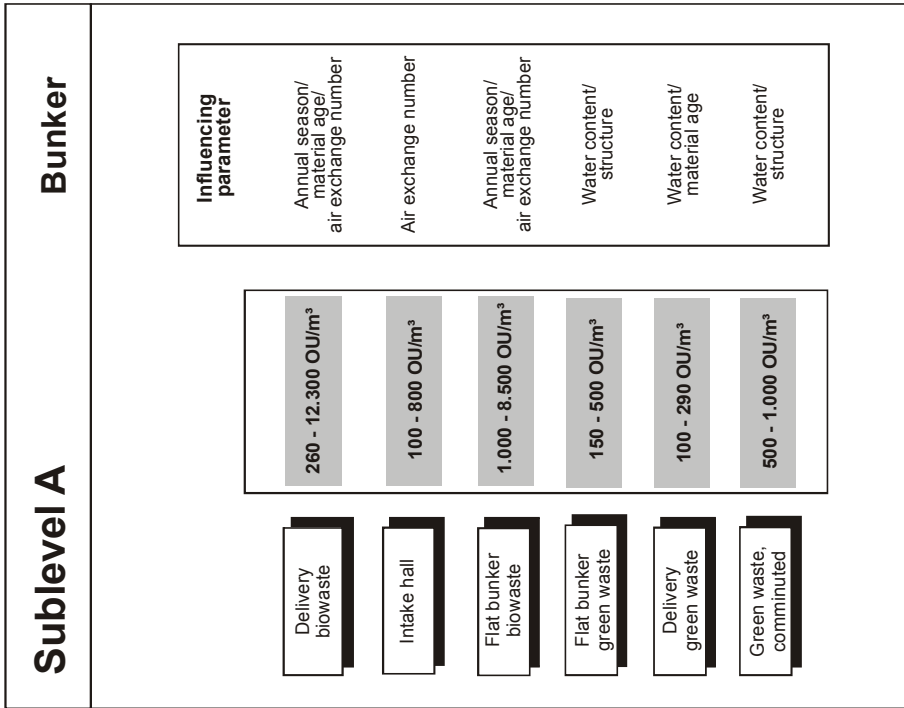 Sublevel A
Bunker
Influencing
parameter
Delivery
biowaste
260 - 12.300 OU/m³
Annual season/
material age/
air exchange number
Intake hall
100 - 800 OU/m³
Air exchange number
Flat bunker
biowaste
1.000 - 8.500 OU/m³
Annual season/
material age/
air exchange number
Flat bunker
green waste
150 - 500 OU/m³
Water content/
structure
Delivery
green waste
100 - 290 OU/m³
Water content/
material age
Green waste,
comminuted
500 - 1.000 OU/m³
Water content/
structure